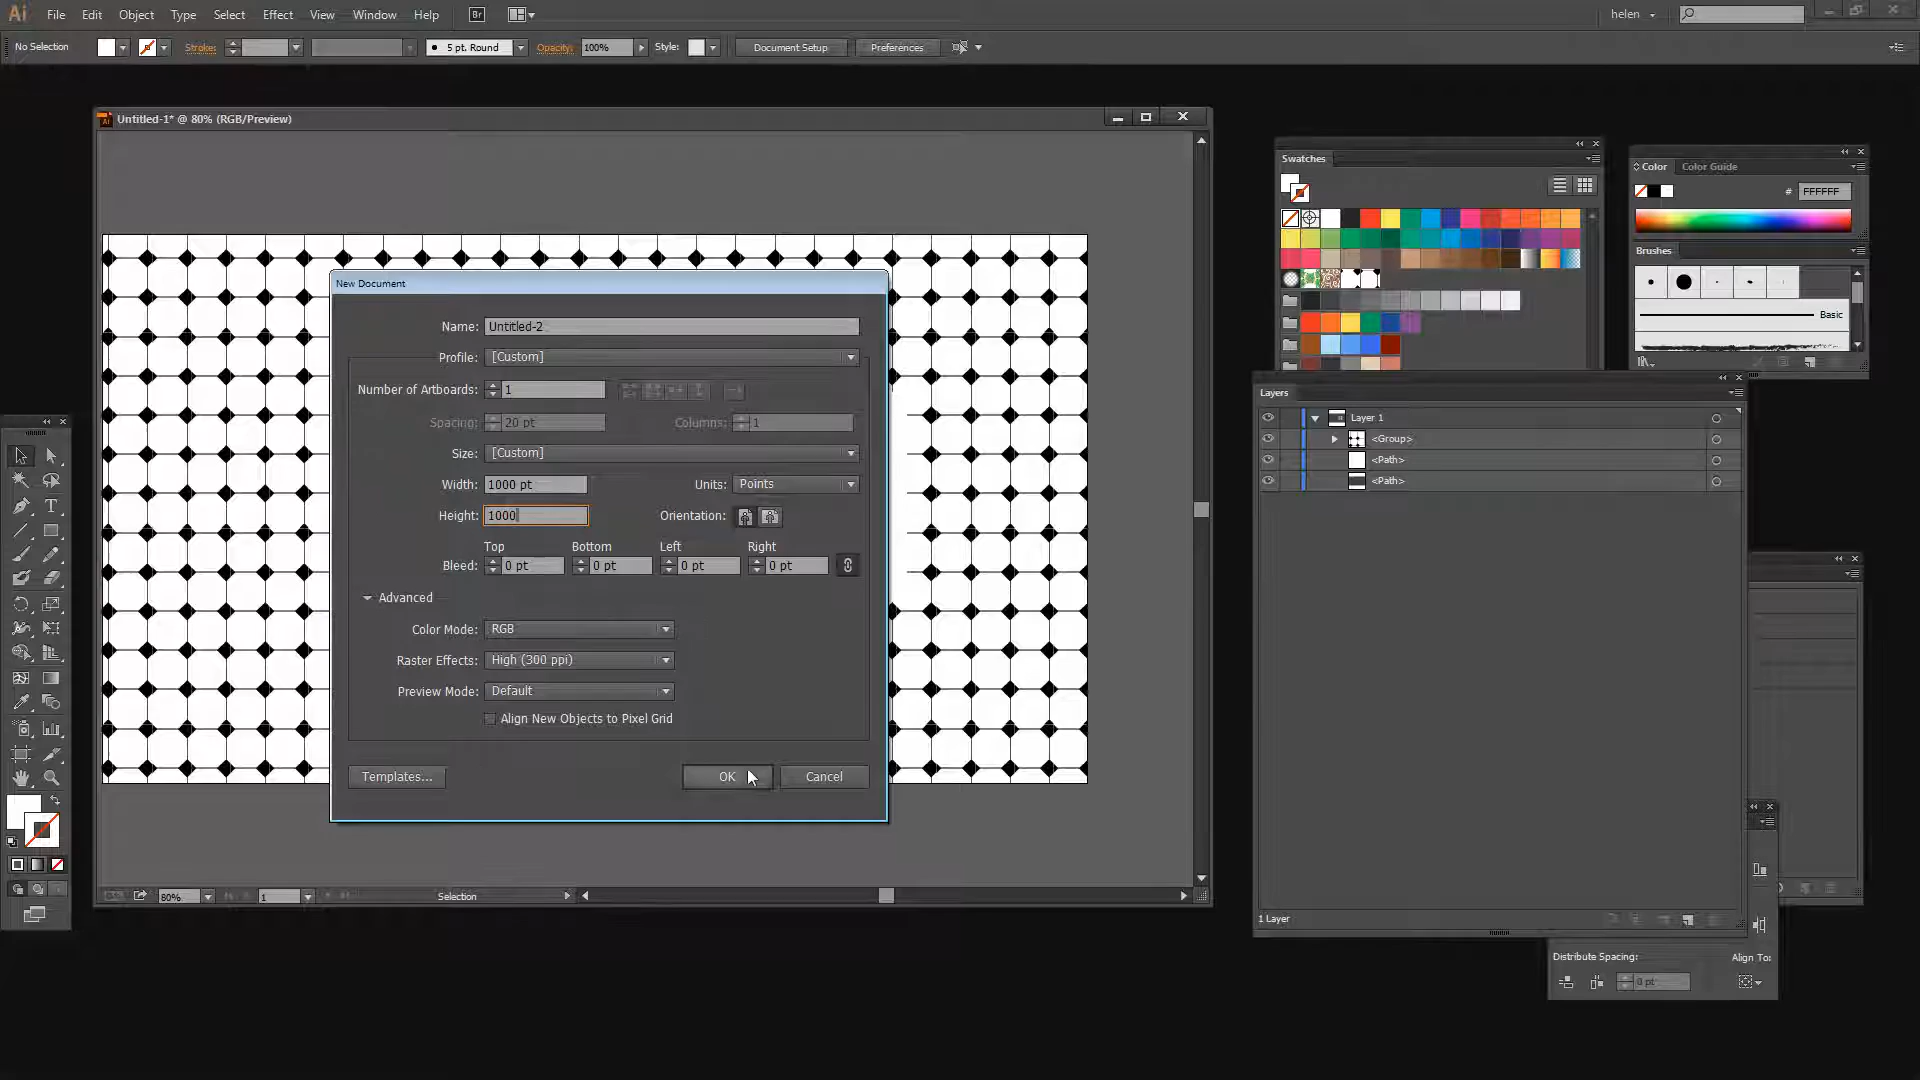 Ai File Edit Object Type Select Effect View Window Help Br helen
No Selection Stroke: 5 pt. Round Opacity: 100% Style: Document Setup Preferences
Untitled-1* @ 80% (RGB/Preview)
New Document
Name: Untitled-2
Profile: [Custom]
Number of Artboards: 1
Spacing: 20 pt Columns: 1
Size: [Custom]
Width: 1000 pt Units: Points
Height: 1000 Orientation:
Top Bottom Left Right
Bleed: 0 pt 0 pt 0 pt 0 pt
Advanced
Color Mode: RGB
Raster Effects: High (300 ppi)
Preview Mode: Default
Align New Objects to Pixel Grid
Templates... OK Cancel
80% 1 Selection
Swatches
Color Color Guide
# FFFFFF
Brushes
Basic
Layers
Layer 1
<Group>
<Path>
<Path>
1 Layer
Distribute Spacing: Align To:
0 pt